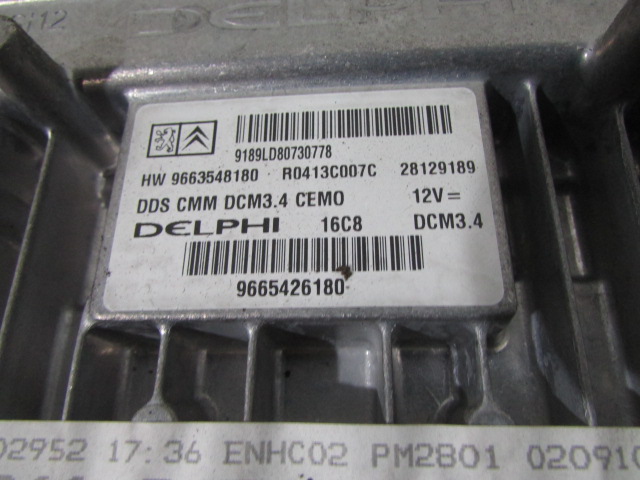 DELPHI
9189LD80730778
HW 9663548180 R0413C007C 28129189
DDS CMM DCM3.4 CEMO 12V =
DELPHI 16C8 DCM3.4
9665426180
02952 17:36 ENHC02 PM2801 020910